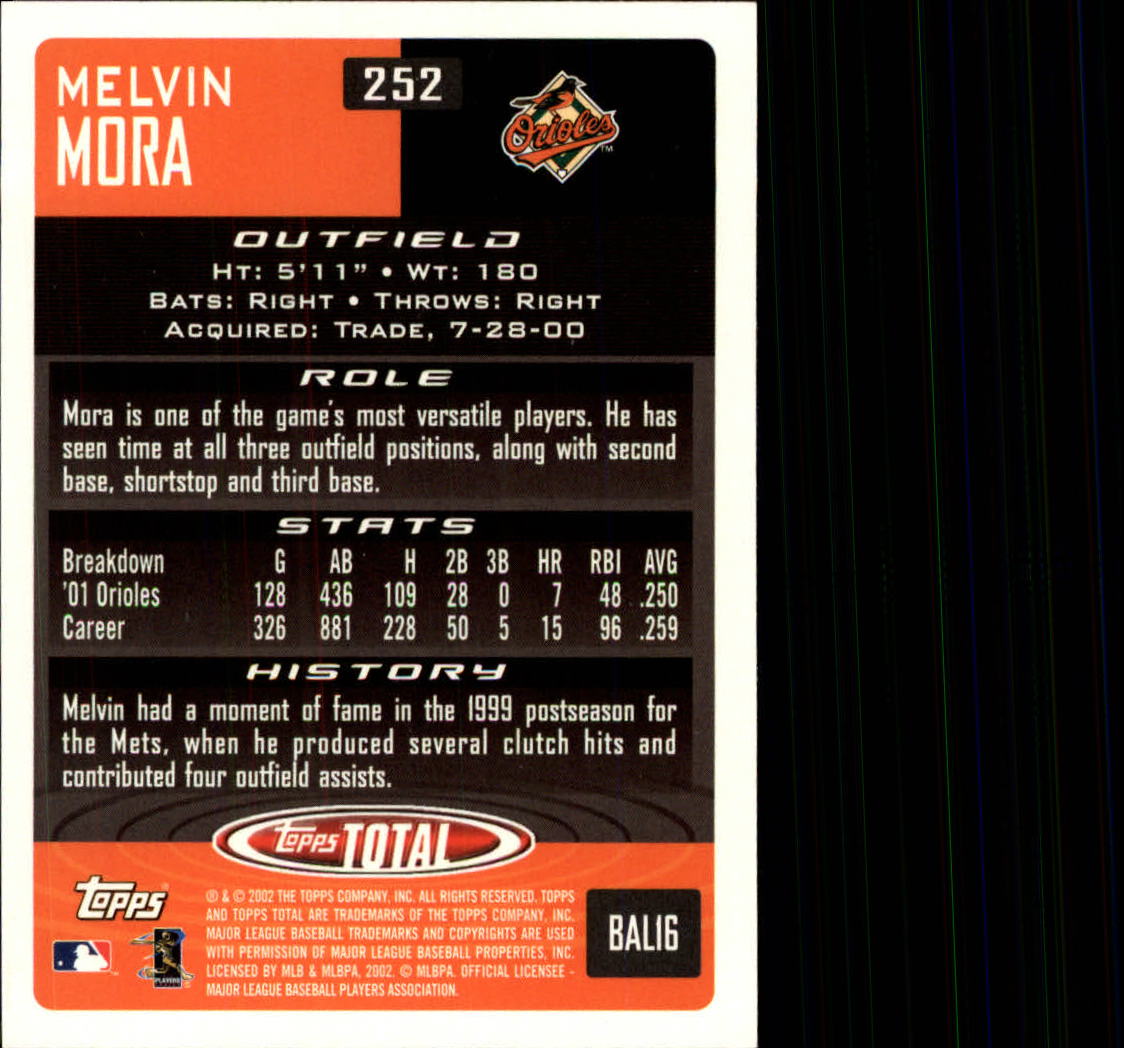 MELVIN
MORA
252
Orioles
TM
OUTFIELD
HT: 5'11" • WT: 180
BATS: RIGHT • THROWS: RIGHT
ACQUIRED: TRADE, 7-28-00
ROLE
Mora is one of the game's most versatile players. He has
seen time at all three outfield positions, along with second
base, shortstop and third base.
STATS
Breakdown G AB H 2B 3B HR RBI AVG
'01 Orioles 128 436 109 28 0 7 48 .250
Career 326 881 228 50 5 15 96 .259
HISTORY
Melvin had a moment of fame in the 1999 postseason for
the Mets, when he produced several clutch hits and
contributed four outfield assists.
Topps TOTAL
Topps
® & © 2002 THE TOPPS COMPANY, INC. ALL RIGHTS RESERVED. TOPPS
AND TOPPS TOTAL ARE TRADEMARKS OF THE TOPPS COMPANY, INC.
MAJOR LEAGUE BASEBALL TRADEMARKS AND COPYRIGHTS ARE USED
WITH PERMISSION OF MAJOR LEAGUE BASEBALL PROPERTIES, INC.
LICENSED BY MLB & MLBPA, 2002. © MLBPA. OFFICIAL LICENSEE -
MAJOR LEAGUE BASEBALL PLAYERS ASSOCIATION.
PLAYERS
BAL16